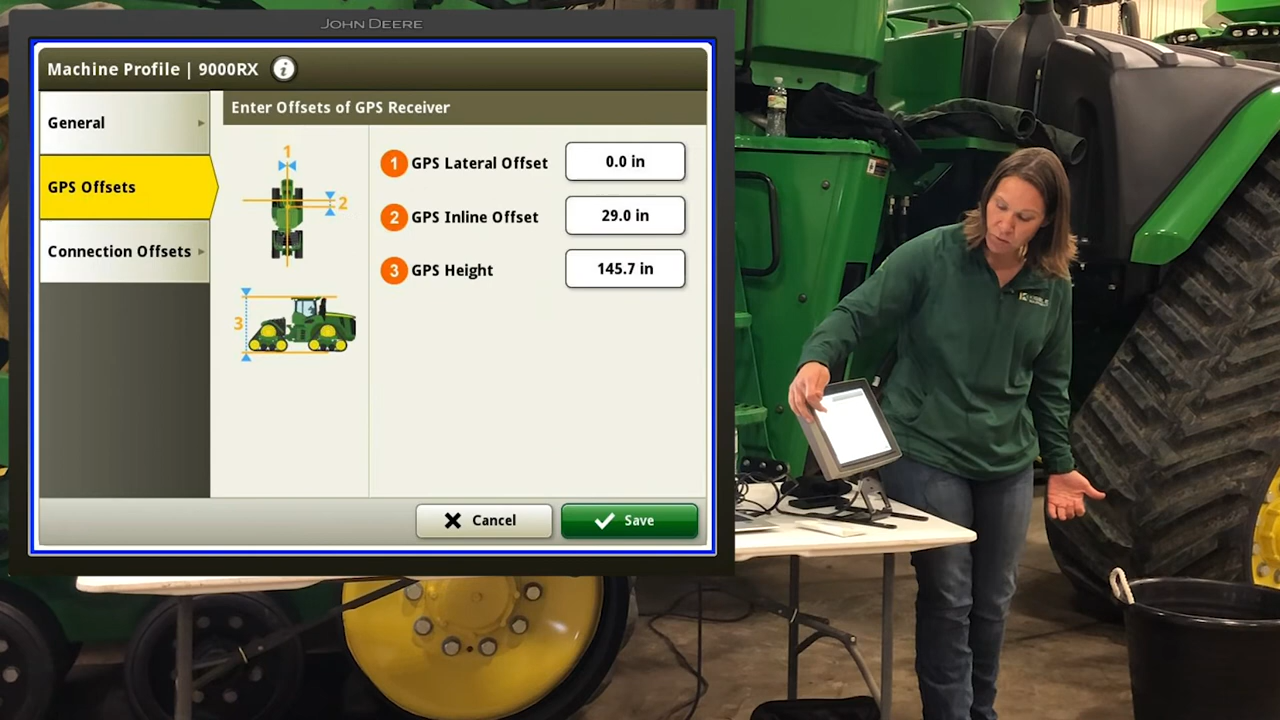 JOHN DEERE
Machine Profile | 9000RX i
General
GPS Offsets
Connection Offsets
Enter Offsets of GPS Receiver
1
2
3
1 GPS Lateral Offset 0.0 in
2 GPS Inline Offset 29.0 in
3 GPS Height 145.7 in
Cancel
Save